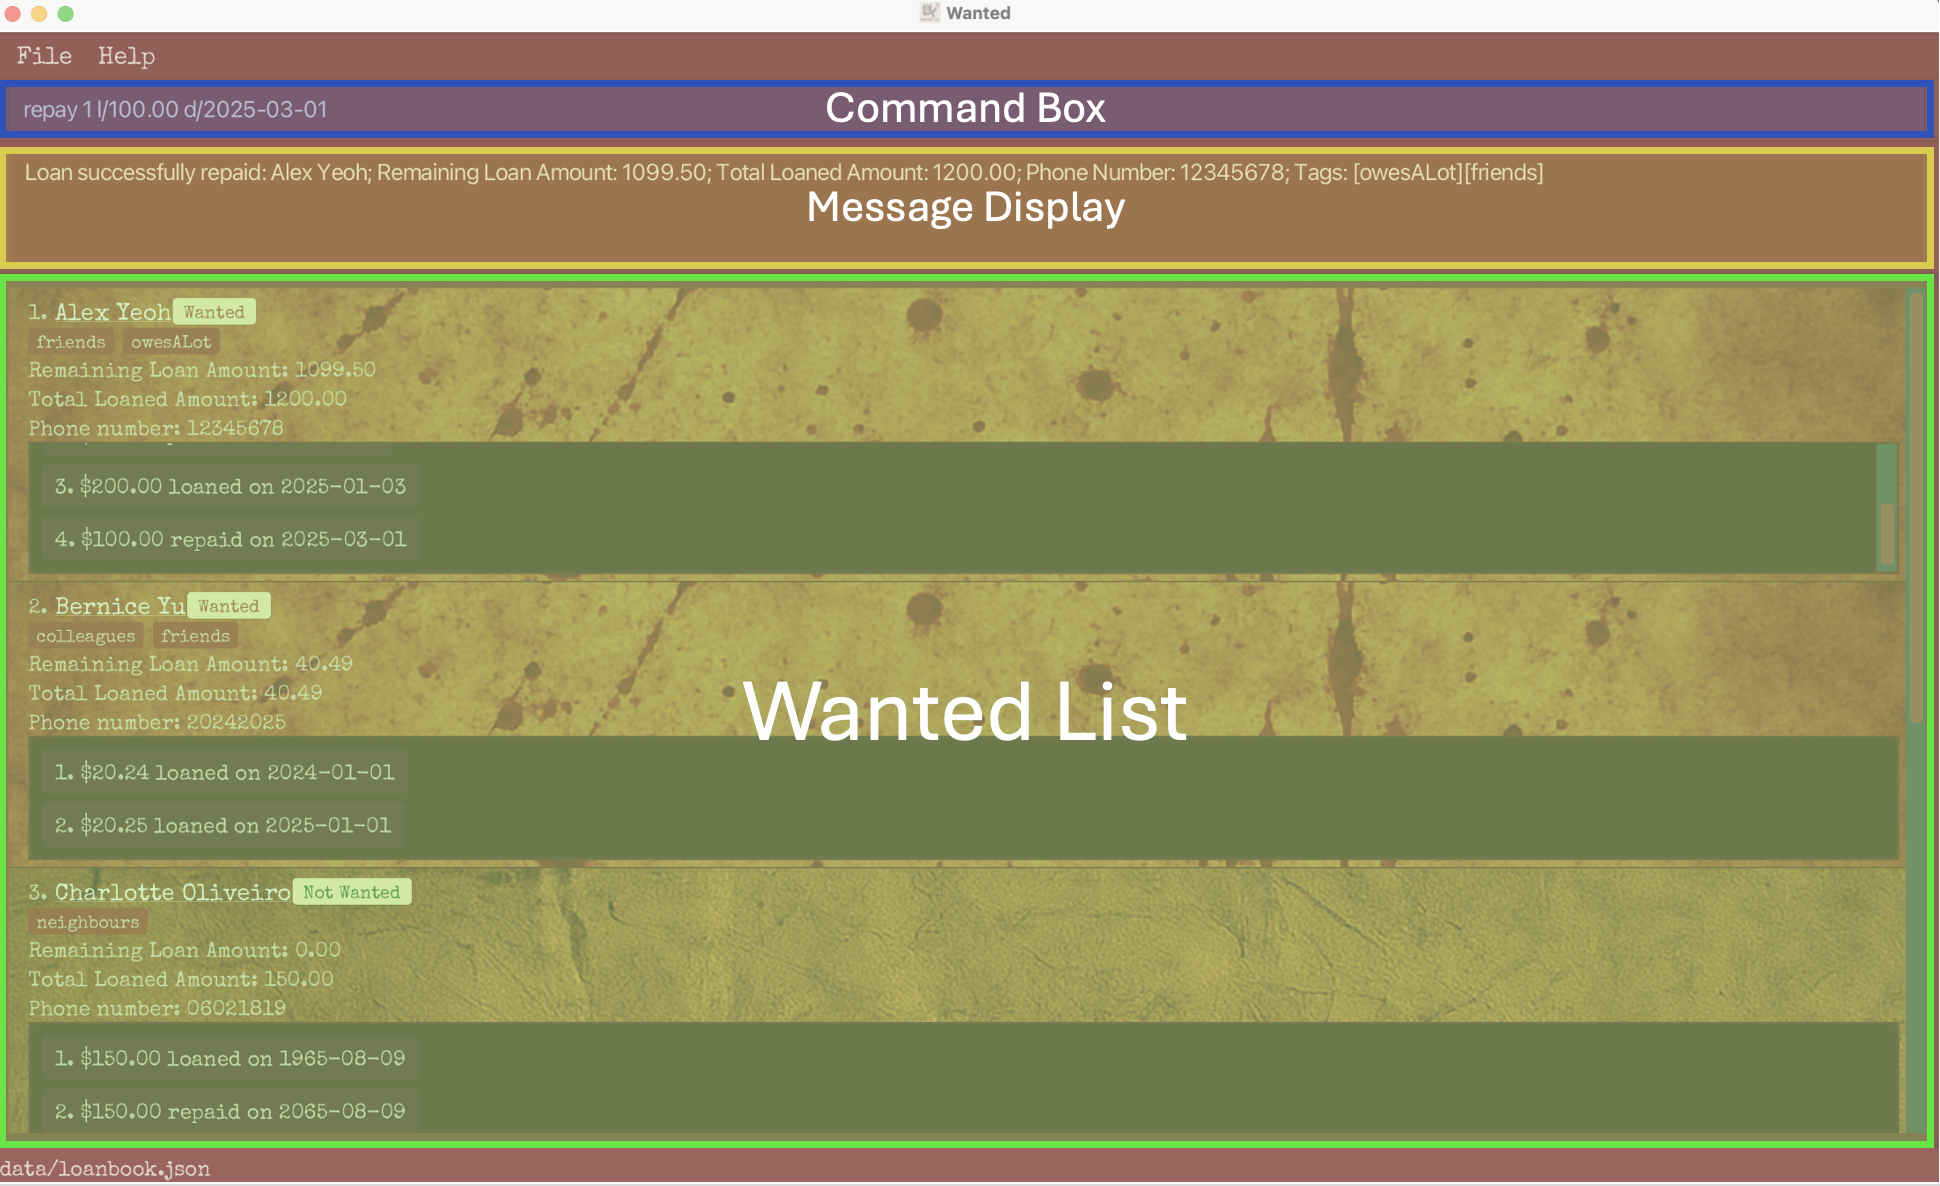 Wanted
File Help
repay 1 l/100.00 d/2025-03-01
Command Box
Loan successfully repaid: Alex Yeoh; Remaining Loan Amount: 1099.50; Total Loaned Amount: 1200.00; Phone Number: 12345678; Tags: [owesALot][friends]
Message Display
1. Alex Yeoh Wanted
friends owesALot
Remaining Loan Amount: 1099.50
Total Loaned Amount: 1200.00
Phone number: 12345678
3. $200.00 loaned on 2025-01-03
4. $100.00 repaid on 2025-03-01
2. Bernice Yu Wanted
colleagues friends
Remaining Loan Amount: 40.49
Total Loaned Amount: 40.49
Phone number: 20242025
Wanted List
1. $20.24 loaned on 2024-01-01
2. $20.25 loaned on 2025-01-01
3. Charlotte Oliveiro Not Wanted
neighbours
Remaining Loan Amount: 0.00
Total Loaned Amount: 150.00
Phone number: 06021819
1. $150.00 loaned on 1965-08-09
2. $150.00 repaid on 2065-08-09
data/loanbook.json